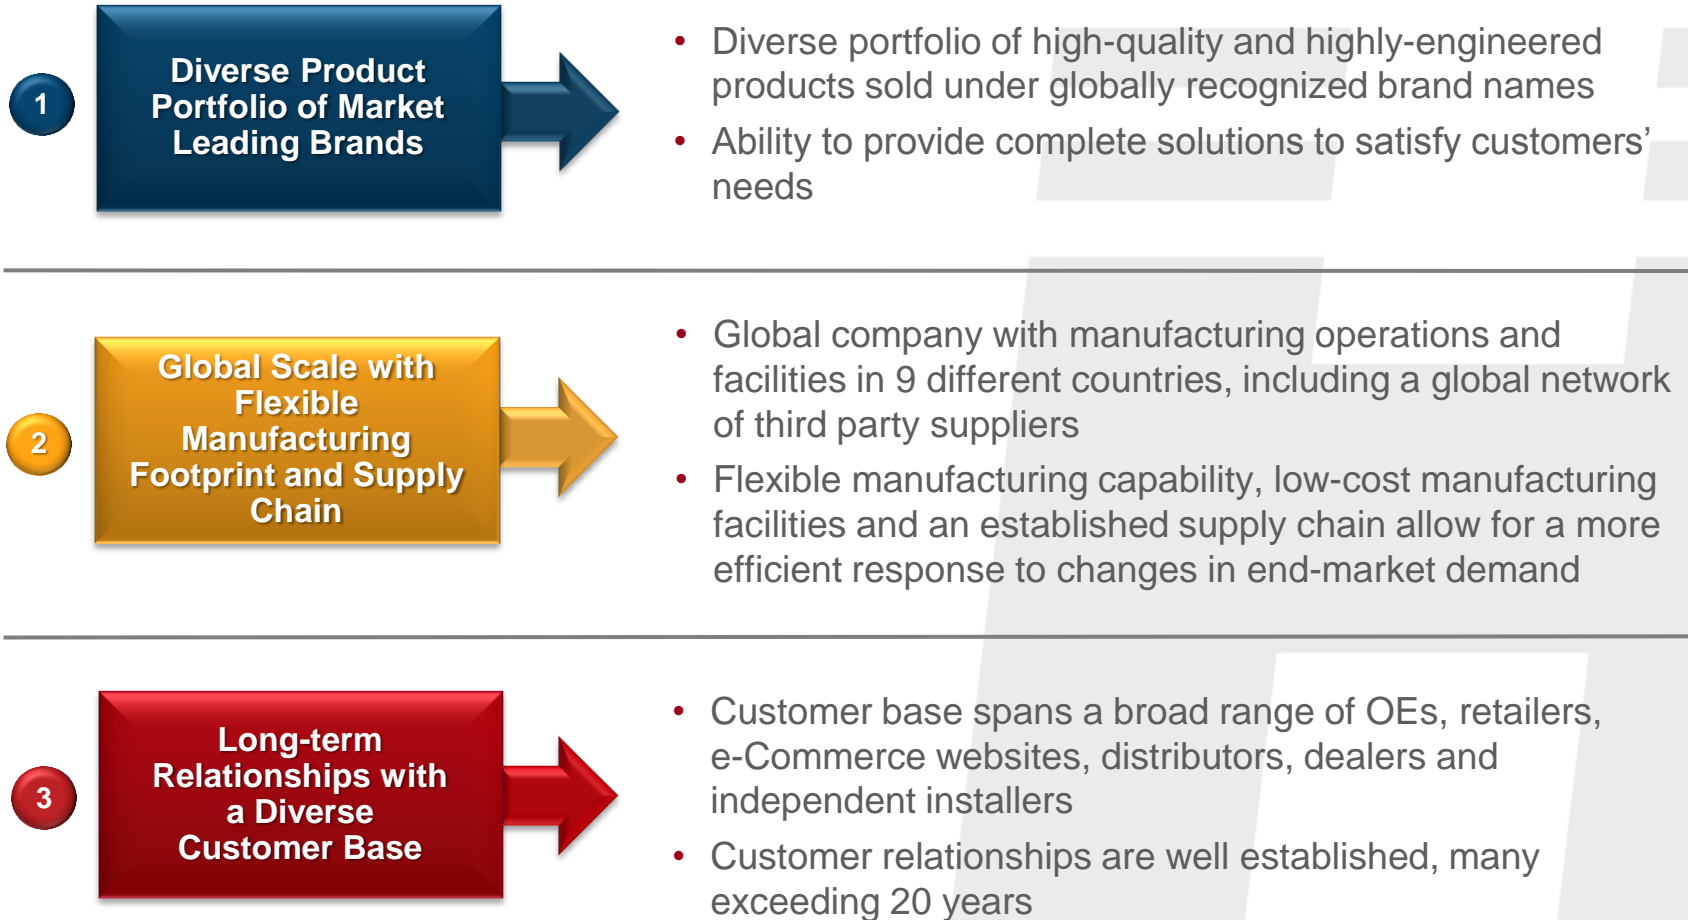 1
Diverse Product
Portfolio of Market
Leading Brands
• Diverse portfolio of high-quality and highly-engineered
products sold under globally recognized brand names
• Ability to provide complete solutions to satisfy customers’
needs
2
Global Scale with
Flexible
Manufacturing
Footprint and Supply
Chain
• Global company with manufacturing operations and
facilities in 9 different countries, including a global network
of third party suppliers
• Flexible manufacturing capability, low-cost manufacturing
facilities and an established supply chain allow for a more
efficient response to changes in end-market demand
3
Long-term
Relationships with
a Diverse
Customer Base
• Customer base spans a broad range of OEs, retailers,
e-Commerce websites, distributors, dealers and
independent installers
• Customer relationships are well established, many
exceeding 20 years